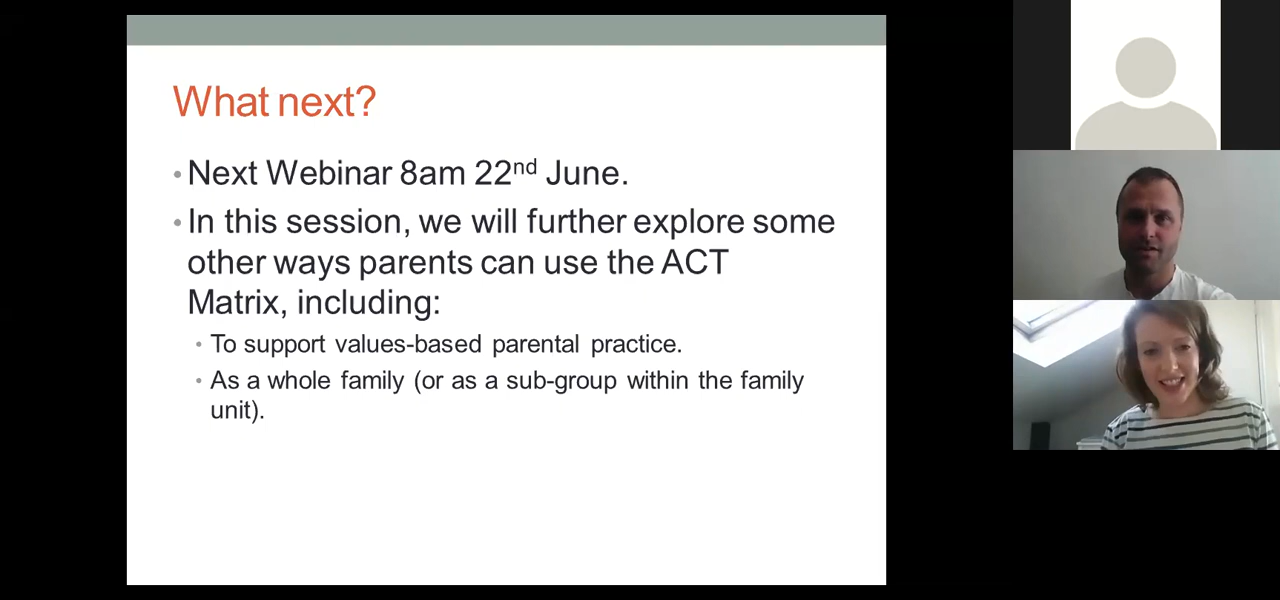 What next?
• Next Webinar 8am 22nd June.
• In this session, we will further explore some
other ways parents can use the ACT
Matrix, including:
• To support values-based parental practice.
• As a whole family (or as a sub-group within the family
unit).